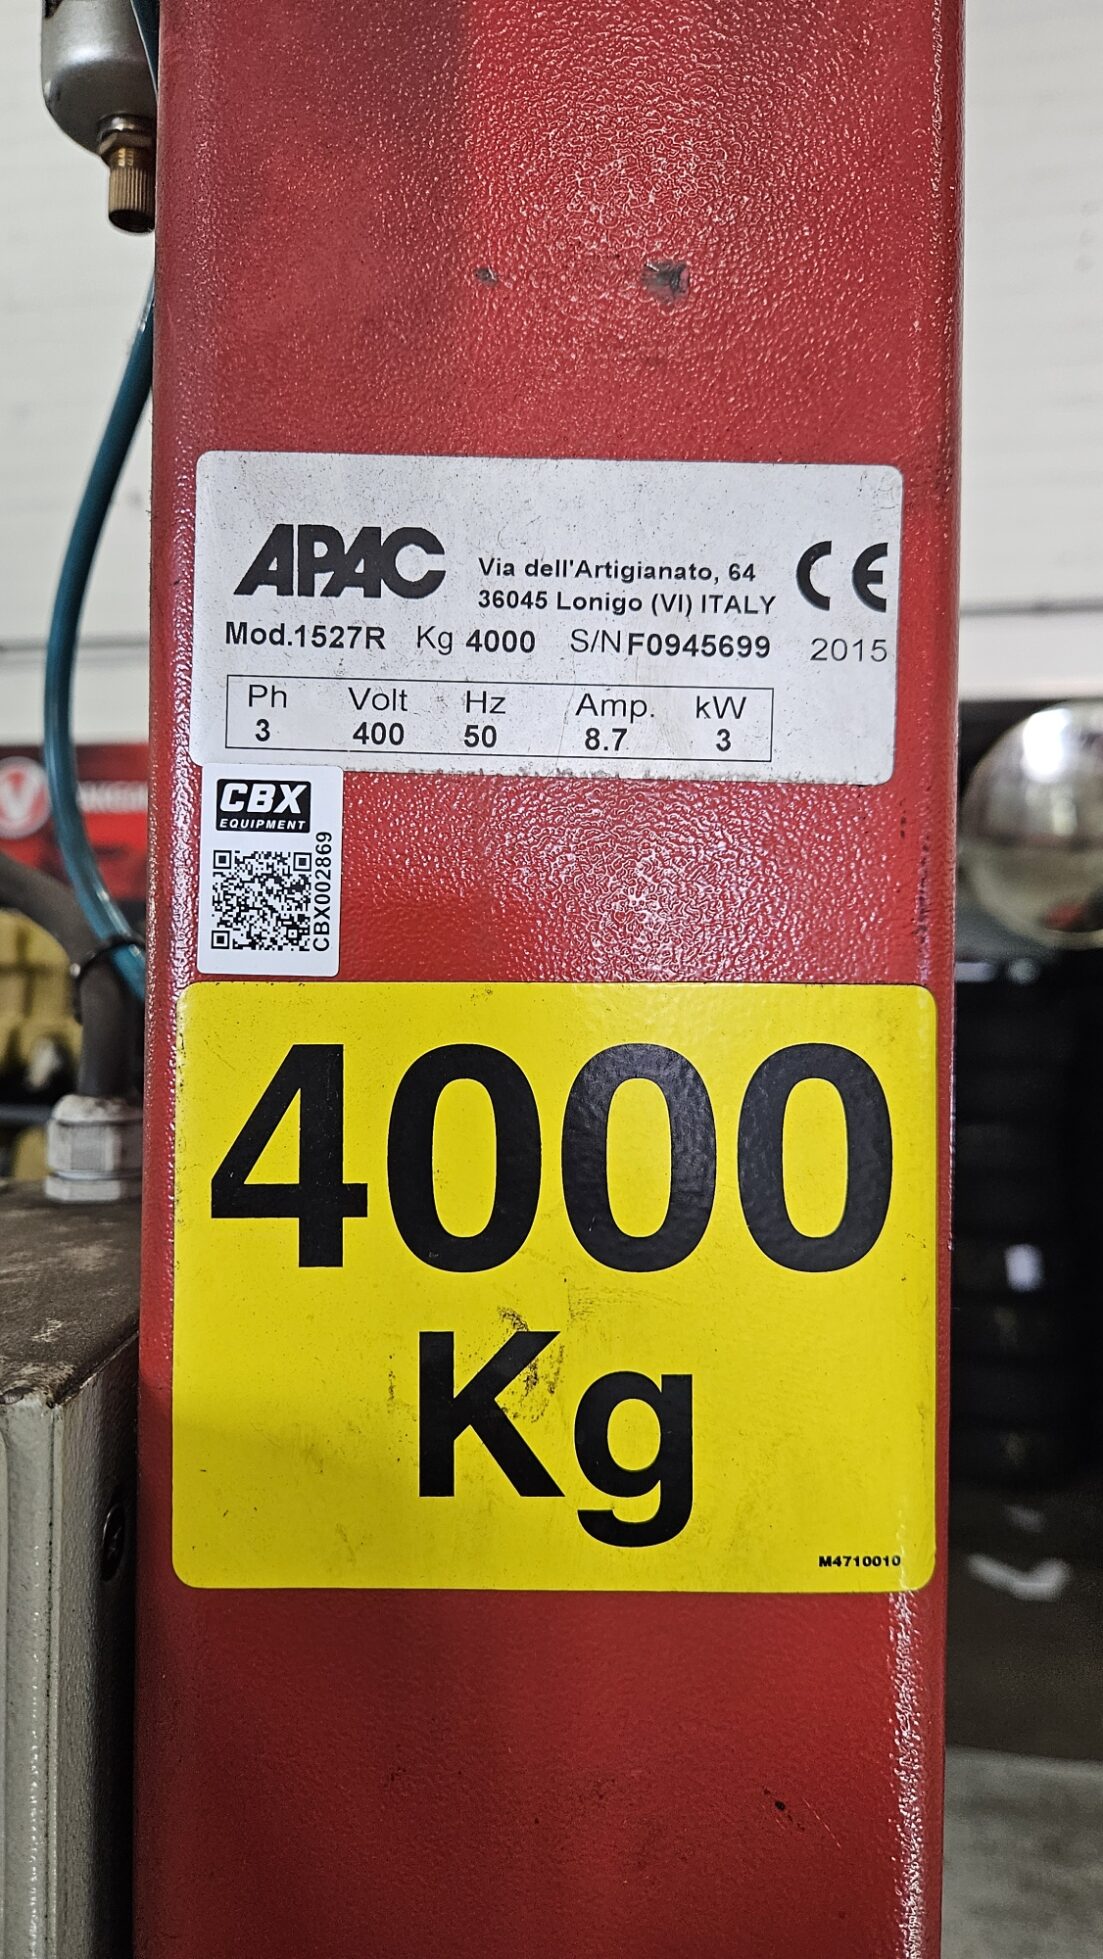 APAC
Via dell'Artigianato, 64
36045 Lonigo (VI) ITALY
CE
Mod.1527R Kg 4000 S/N F0945699 2015
Ph Volt Hz Amp. kW
3 400 50 8.7 3
CBX
EQUIPMENT
CBX002869
4000
Kg
M4710010